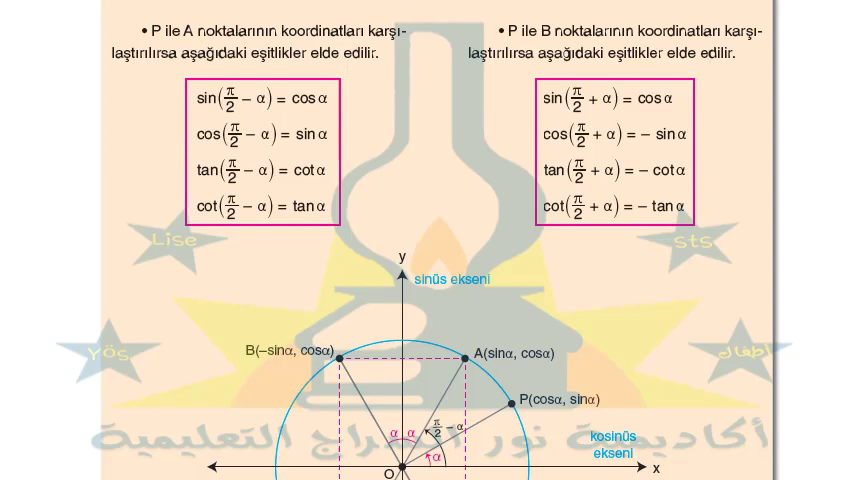 • P ile A noktalarının koordinatları karşı-
laştırılırsa aşağıdaki eşitlikler elde edilir.
sin(π/2 − α) = cosα
cos(π/2 − α) = sinα
tan(π/2 − α) = cotα
cot(π/2 − α) = tanα
• P ile B noktalarının koordinatları karşı-
laştırılırsa aşağıdaki eşitlikler elde edilir.
sin(π/2 + α) = cosα
cos(π/2 + α) = − sinα
tan(π/2 + α) = − cotα
cot(π/2 + α) = − tanα
Lise
sts
y
sinüs ekseni
B(–sinα, cosα)
A(sinα, cosα)
Yös
أطفال
P(cosα, sinα)
α α π/2 − α
أكاديمية نور السراج التعليمية
kosinüs
ekseni
α
O
x